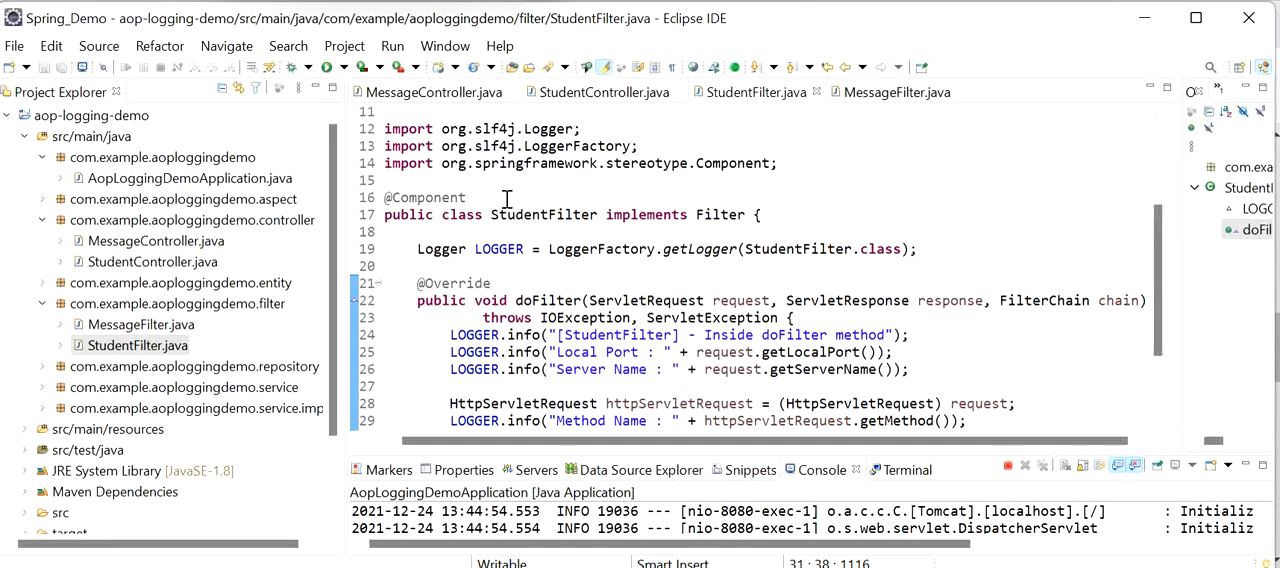 Spring_Demo - aop-logging-demo/src/main/java/com/example/aoploggingdemo/filter/StudentFilter.java - Eclipse IDE
File Edit Source Refactor Navigate Search Project Run Window Help
Project Explorer
MessageController.java StudentController.java StudentFilter.java MessageFilter.java
aop-logging-demo
src/main/java
com.example.aoploggingdemo
AopLoggingDemoApplication.java
com.example.aoploggingdemo.aspect
com.example.aoploggingdemo.controller
MessageController.java
StudentController.java
com.example.aoploggingdemo.entity
com.example.aoploggingdemo.filter
MessageFilter.java
StudentFilter.java
com.example.aoploggingdemo.repository
com.example.aoploggingdemo.service
com.example.aoploggingdemo.service.imp
src/main/resources
src/test/java
JRE System Library [JavaSE-1.8]
Maven Dependencies
src
target
11
12 import org.slf4j.Logger;
13 import org.slf4j.LoggerFactory;
14 import org.springframework.stereotype.Component;
15
16 @Component
17 public class StudentFilter implements Filter {
18
19 Logger LOGGER = LoggerFactory.getLogger(StudentFilter.class);
20
21 @Override
22 public void doFilter(ServletRequest request, ServletResponse response, FilterChain chain)
23 throws IOException, ServletException {
24 LOGGER.info("[StudentFilter] - Inside doFilter method");
25 LOGGER.info("Local Port : " + request.getLocalPort());
26 LOGGER.info("Server Name : " + request.getServerName());
27
28 HttpServletRequest httpServletRequest = (HttpServletRequest) request;
29 LOGGER.info("Method Name : " + httpServletRequest.getMethod());
com.exa
Student
LOGG
doFil
Marke Properties Servers Data Source Explorer Snippets Console Terminal
AopLoggingDemoApplication [Java Application]
2021-12-24 13:44:54.553 INFO 19036 --- [nio-8080-exec-1] o.a.c.c.C.[Tomcat].[localhost].[/] : Initializ
2021-12-24 13:44:54.554 INFO 19036 --- [nio-8080-exec-1] o.s.web.servlet.DispatcherServlet : Initializ
Writable Smart Insert 31 : 38 : 1116